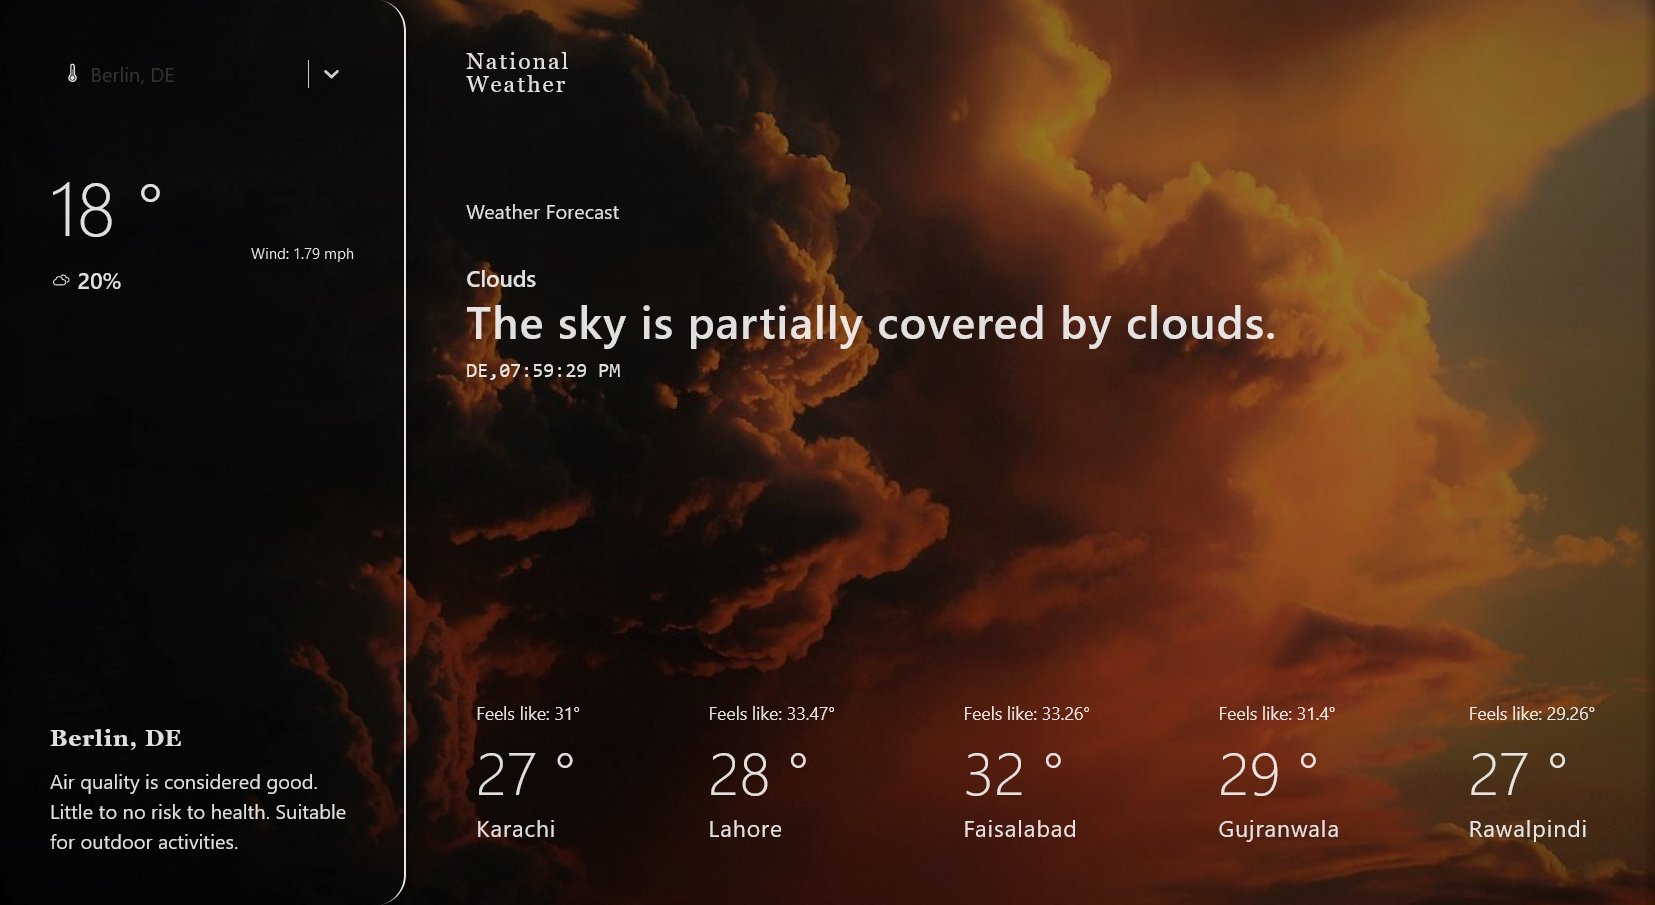 Berlin, DE
18 °
Wind: 1.79 mph
20%
Berlin, DE
Air quality is considered good.
Little to no risk to health. Suitable
for outdoor activities.
National
Weather
Weather Forecast
Clouds
The sky is partially covered by clouds.
DE,07:59:29 PM
Feels like: 31°
27 °
Karachi
Feels like: 33.47°
28 °
Lahore
Feels like: 33.26°
32 °
Faisalabad
Feels like: 31.4°
29 °
Gujranwala
Feels like: 29.26°
27 °
Rawalpindi